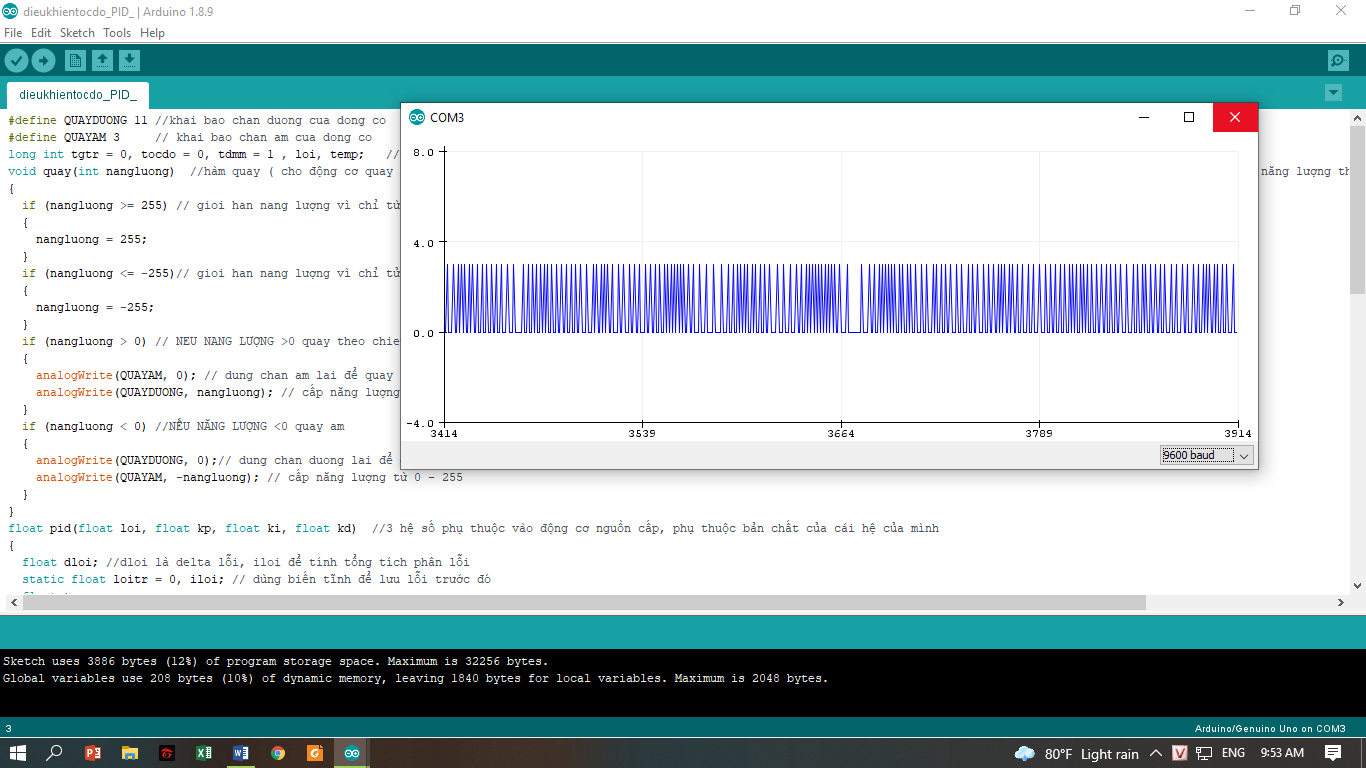 dieukhientocdo_PID_ | Arduino 1.8.9
File Edit Sketch Tools Help
dieukhientocdo_PID_
#define QUAYDUONG 11 //khai bao chan duong cua dong co
#define QUAYAM 3     // khai bao chan am cua dong co
long int tgtr = 0, tocdo = 0, tdmm = 1 , loi, temp;   //
void quay(int nangluong)  //hàm quay ( cho động cơ quay
năng lượng th
{
  if (nangluong >= 255) // gioi han nang lượng vì chỉ từ
  {
    nangluong = 255;
  }
  if (nangluong <= -255)// gioi han nang lượng vì chỉ tử
  {
    nangluong = -255;
  }
  if (nangluong > 0) // NEU NANG LƯỢNG >0 quay theo chie
  {
    analogWrite(QUAYAM, 0); // dung chan am lai để quay
    analogWrite(QUAYDUONG, nangluong); // cấp năng lượng
  }
  if (nangluong < 0) //NẾU NĂNG LƯỢNG <0 quay am
  {
    analogWrite(QUAYDUONG, 0);// dung chan duong lai để
    analogWrite(QUAYAM, -nangluong); // cấp năng lượng từ 0 - 255
  }
}
float pid(float loi, float kp, float ki, float kd)  //3 hệ số phụ thuộc vào động cơ nguồn cấp, phụ thuộc bản chất của cái hệ của mình
{
  float dloi; //dloi là delta lỗi, iloi để tính tổng tích phân lỗi
  static float loitr = 0, iloi; // dùng biến tĩnh để lưu lỗi trước đó
COM3
8.0
4.0
0.0
-4.0
3414 3539 3664 3789 3914
9600 baud
Sketch uses 3886 bytes (12%) of program storage space. Maximum is 32256 bytes.
Global variables use 208 bytes (10%) of dynamic memory, leaving 1840 bytes for local variables. Maximum is 2048 bytes.
3
Arduino/Genuino Uno on COM3
80°F Light rain
ENG
9:53 AM